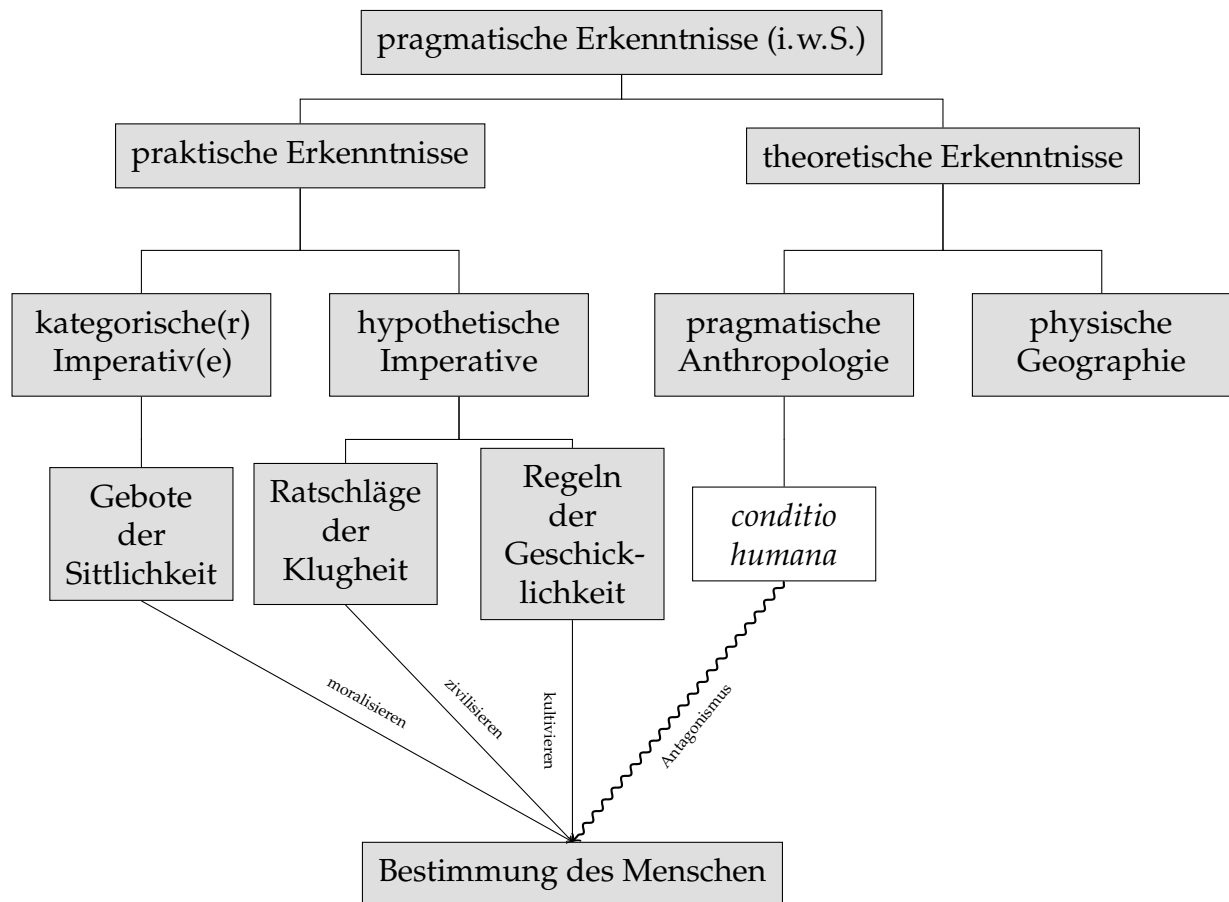 pragmatische Erkenntnisse (i.w.S.)
praktische Erkenntnisse
theoretische Erkenntnisse
kategorische(r)
Imperativ(e)
hypothetische
Imperative
pragmatische
Anthropologie
physische
Geographie
Gebote
der
Sittlichkeit
Ratschläge
der
Klugheit
Regeln
der
Geschick-
lichkeit
conditio
humana
moralisieren
zivilisieren
kultivieren
Antagonismus
Bestimmung des Menschen